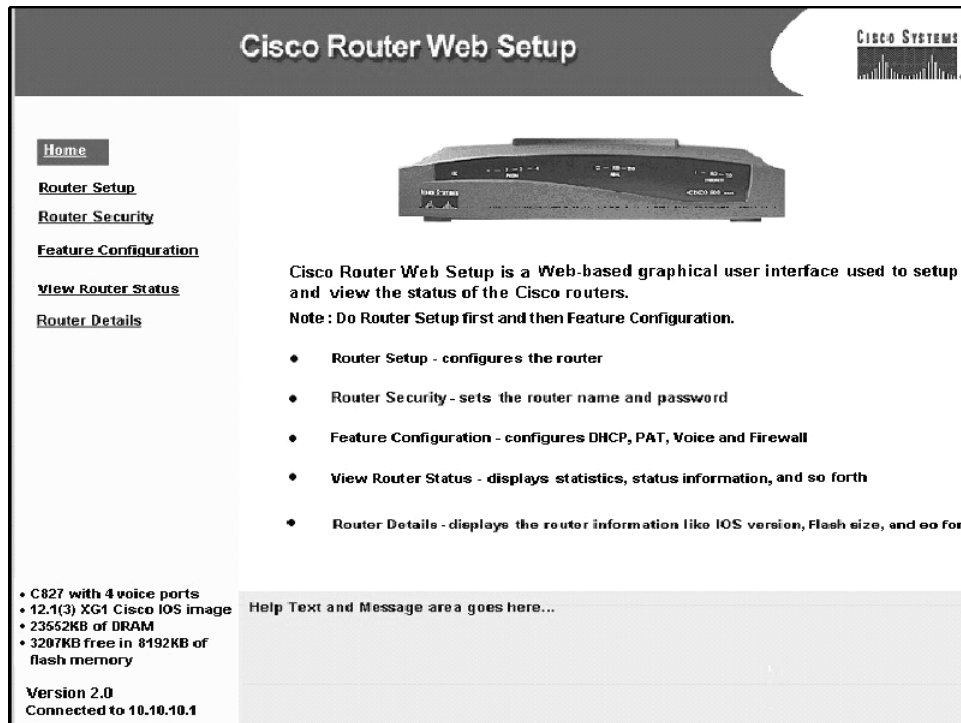 Cisco Router Web Setup
CISCO SYSTEMS
Home
Router Setup
Router Security
Feature Configuration
View Router Status
Router Details
CISCO SYSTEMS
CISCO 800
Cisco Router Web Setup is a Web-based graphical user interface used to setup
and view the status of the Cisco routers.
Note : Do Router Setup first and then Feature Configuration.
• Router Setup - configures the router
• Router Security - sets the router name and password
• Feature Configuration - configures DHCP, PAT, Voice and Firewall
• View Router Status - displays statistics, status information, and so forth
• Router Details - displays the router information like IOS version, Flash size, and so for
• C827 with 4 voice ports
• 12.1(3) XG1 Cisco IOS image
• 23552KB of DRAM
• 3207KB free in 8192KB of
flash memory
Version 2.0
Connected to 10.10.10.1
Help Text and Message area goes here...